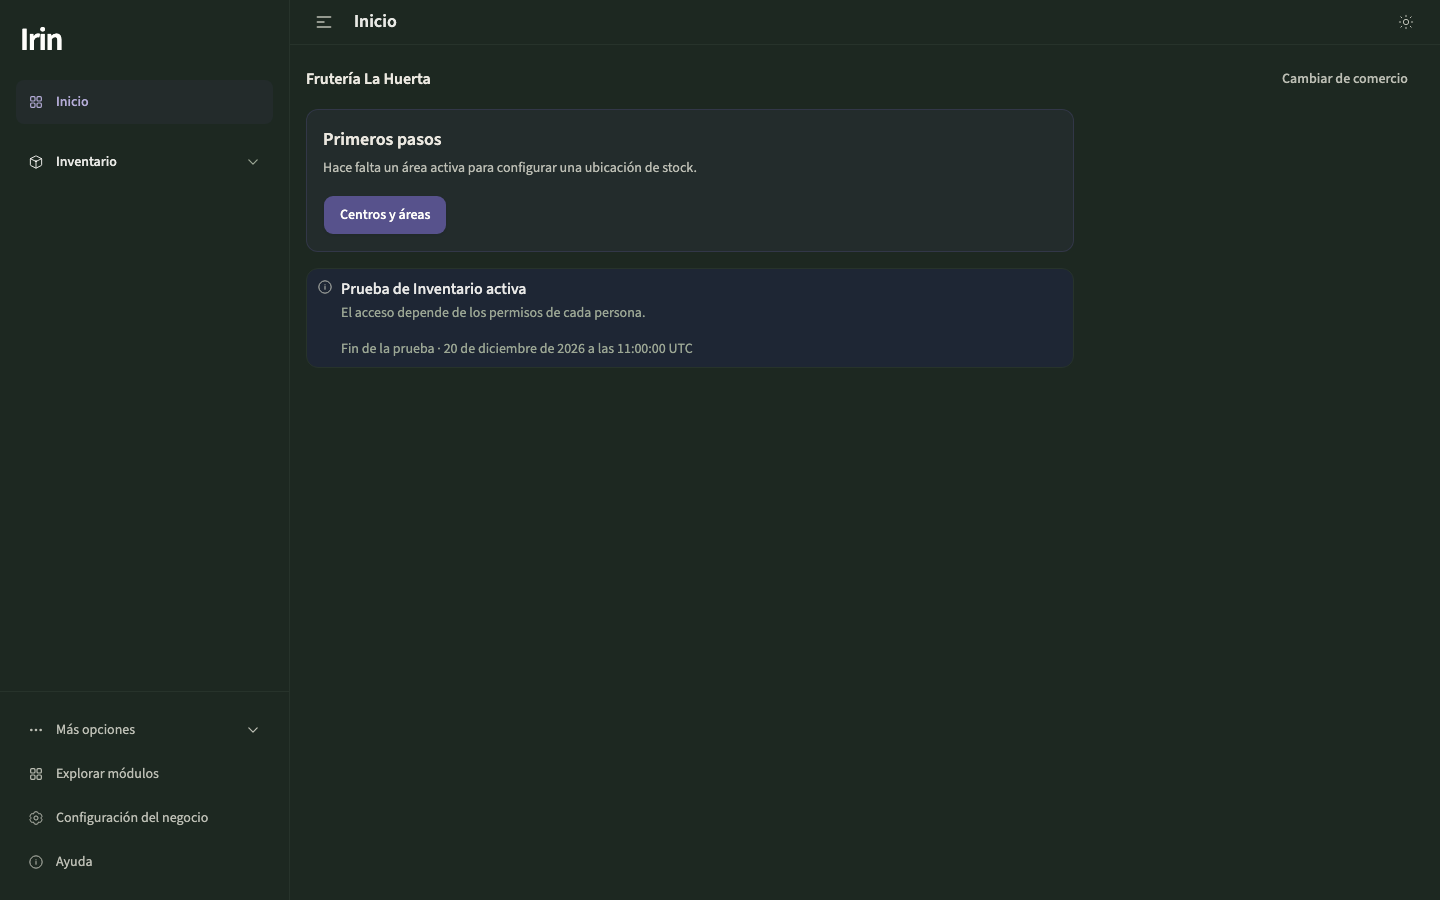 Irin
Inicio
Inventario
Más opciones
Explorar módulos
Configuración del negocio
Ayuda
Inicio
Frutería La Huerta
Cambiar de comercio
Primeros pasos
Hace falta un área activa para configurar una ubicación de stock.
Centros y áreas
Prueba de Inventario activa
El acceso depende de los permisos de cada persona.
Fin de la prueba · 20 de diciembre de 2026 a las 11:00:00 UTC